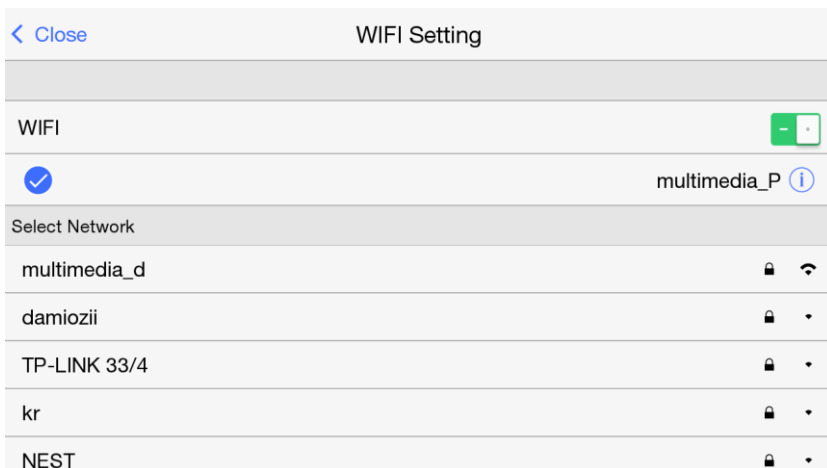 Close
WIFI Setting
WIFI
multimedia_P
Select Network
multimedia_d
damiozii
TP-LINK 33/4
kr
NEST